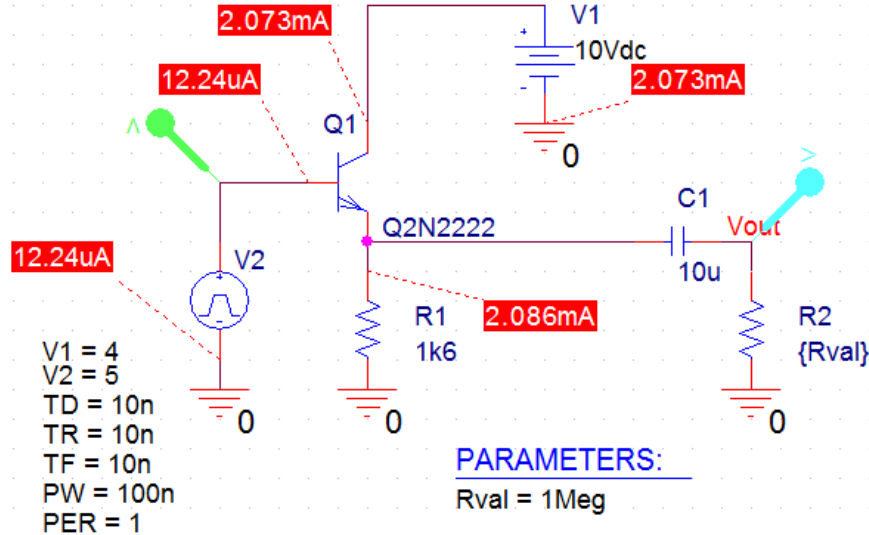 2.073mA
V1
10Vdc
2.073mA
12.24uA
Q1
0
V
C1
V
Q2N2222
Vout
10u
12.24uA
V2
R1
1k6
2.086mA
R2
{Rval}
V1 = 4
V2 = 5
TD = 10n
TR = 10n
TF = 10n
PW = 100n
PER = 1
0
0
0
PARAMETERS:
Rval = 1Meg